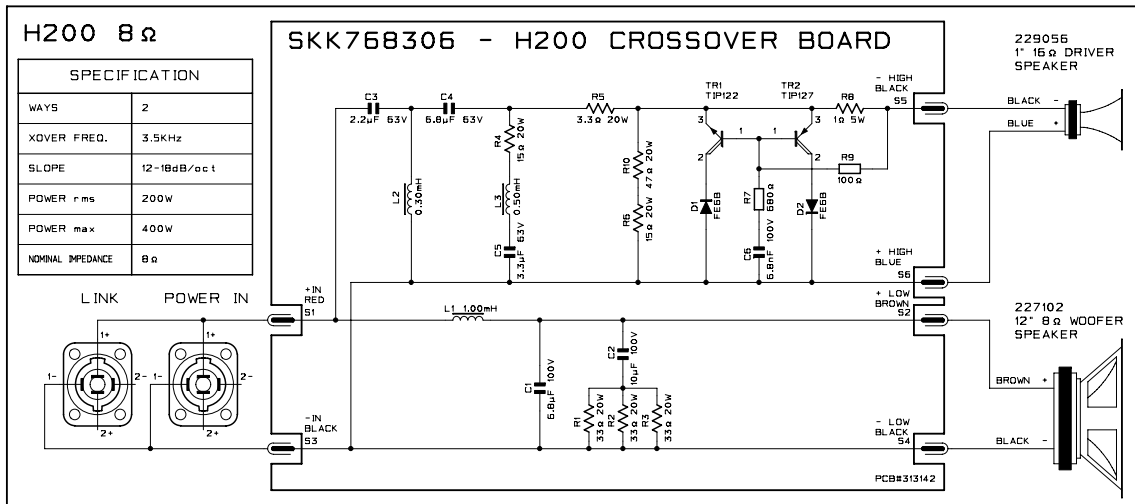 H200 8Ω
SPECIFICATION
WAYS 2
XOVER FREQ. 3.5KHz
SLOPE 12-18dB/oct
POWER rms 200W
POWER max 400W
NOMINAL IMPEDANCE 8Ω
LINK POWER IN
1+ 1+
1- 2- 1- 2-
2+ 2+
SKK768306 - H200 CROSSOVER BOARD
C3
2.2µF 63V
C4
6.8µF 63V
R4
15Ω 20W
L2
0.30mH
L3
0.50mH
C5
3.3µF 63V
R5
3.3Ω 20W
R10
47Ω 20W
R6
15Ω 20W
TR1
TIP122
TR2
TIP127
3 3
1 1
2 2
D1
FE6B
D2
FE6B
R7
680Ω
C6
6.8nF 100V
R8
1Ω 5W
R9
100Ω
- HIGH
BLACK
S5
+ HIGH
BLUE
S6
+IN
RED
S1
L1 1.00mH
+ LOW
BROWN
S2
C1
6.8µF 100V
C2
10µF 100V
R1
33Ω 20W
R2
33Ω 20W
R3
33Ω 20W
-IN
BLACK
S3
- LOW
BLACK
S4
PCB#313142
229056
1" 16Ω DRIVER
SPEAKER
BLACK -
BLUE +
227102
12" 8Ω WOOFER
SPEAKER
BROWN +
BLACK -